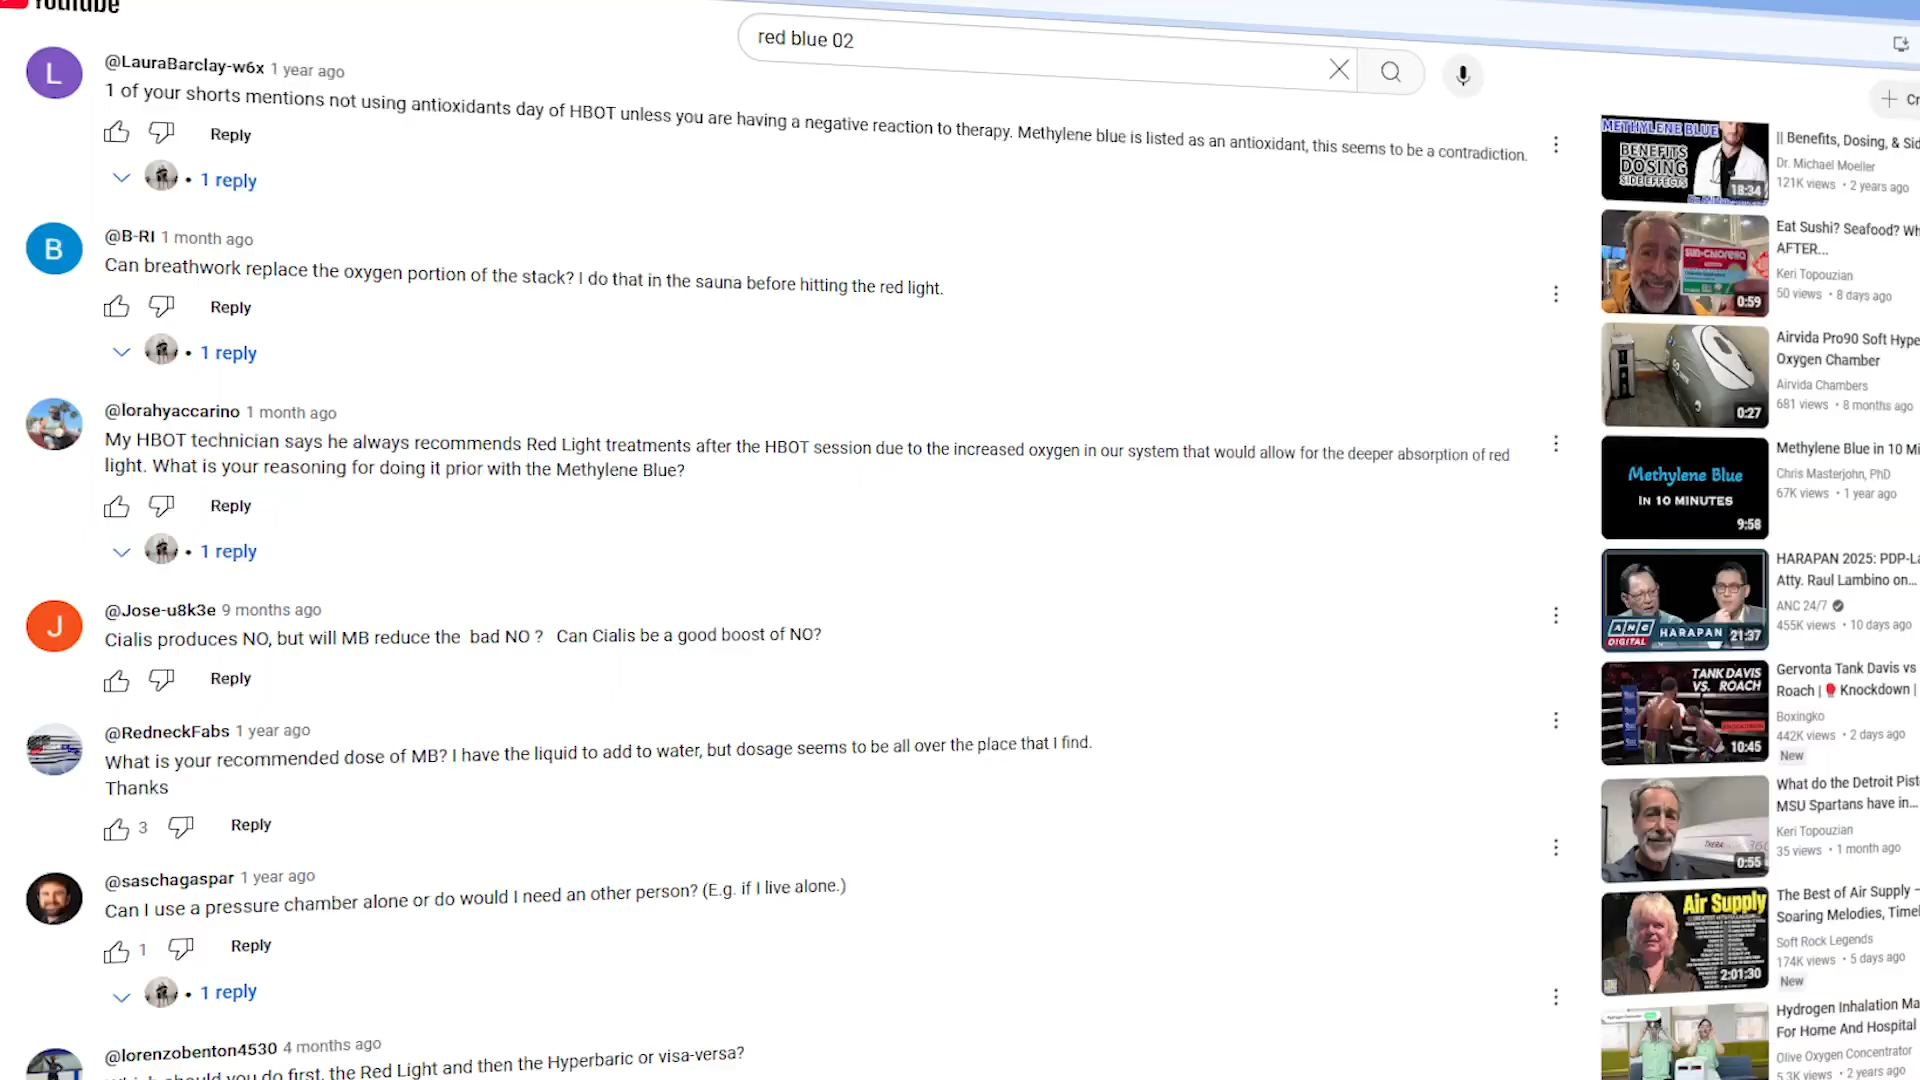 YouTube
red blue 02
@LauraBarclay-w6x 1 year ago
1 of your shorts mentions not using antioxidants day of HBOT unless you are having a negative reaction to therapy. Methylene blue is listed as an antioxidant, this seems to be a contradiction.
Reply
1 reply
@B-RI 1 month ago
Can breathwork replace the oxygen portion of the stack? I do that in the sauna before hitting the red light.
Reply
1 reply
@lorahyaccarino 1 month ago
My HBOT technician says he always recommends Red Light treatments after the HBOT session due to the increased oxygen in our system that would allow for the deeper absorption of red
light. What is your reasoning for doing it prior with the Methylene Blue?
Reply
1 reply
@Jose-u8k3e 9 months ago
Cialis produces NO, but will MB reduce the  bad NO ?   Can Cialis be a good boost of NO?
Reply
@RedneckFabs 1 year ago
What is your recommended dose of MB? I have the liquid to add to water, but dosage seems to be all over the place that I find.
Thanks
3 Reply
@saschagaspar 1 year ago
Can I use a pressure chamber alone or do would I need an other person? (E.g. if I live alone.)
1 Reply
1 reply
@lorenzobenton4530 4 months ago
should you do first, the Red Light and then the Hyperbaric or visa-versa?
L
B
J
METHYLENE BLUE
BENEFITS
DOSING
SIDE EFFECTS
18:34
|| Benefits, Dosing, & Sid
Dr. Michael Moeller
121K views • 2 years ago
SUN-CHLORELLA
0:59
Eat Sushi? Seafood? Wh
AFTER...
Keri Topouzian
50 views • 8 days ago
0:27
Airvida Pro90 Soft Hype
Oxygen Chamber
Airvida Chambers
681 views • 8 months ago
Methylene Blue
IN 10 MINUTES
9:58
Methylene Blue in 10 Mi
Chris Masterjohn, PhD
67K views • 1 year ago
ANC
DIGITAL
HARAPAN
21:37
HARAPAN 2025: PDP-La
Atty. Raul Lambino on...
ANC 24/7
455K views • 10 days ago
TANK DAVIS
VS. ROACH
10:45
Gervonta Tank Davis vs
Roach | Knockdown |
Boxingko
442K views • 2 days ago
New
THERA 360
0:55
What do the Detroit Pist
MSU Spartans have in...
Keri Topouzian
35 views • 1 month ago
Air Supply
2:01:30
The Best of Air Supply -
Soaring Melodies, Timel
Soft Rock Legends
174K views • 5 days ago
New
Hydrogen Inhalation Ma
For Home And Hospital
Olive Oxygen Concentrator
5.3K views • 2 years ago
Cr